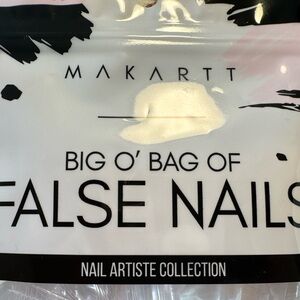 MAKARTT
BIG O' BAG OF
FALSE NAILS
NAIL ARTISTE COLLECTION